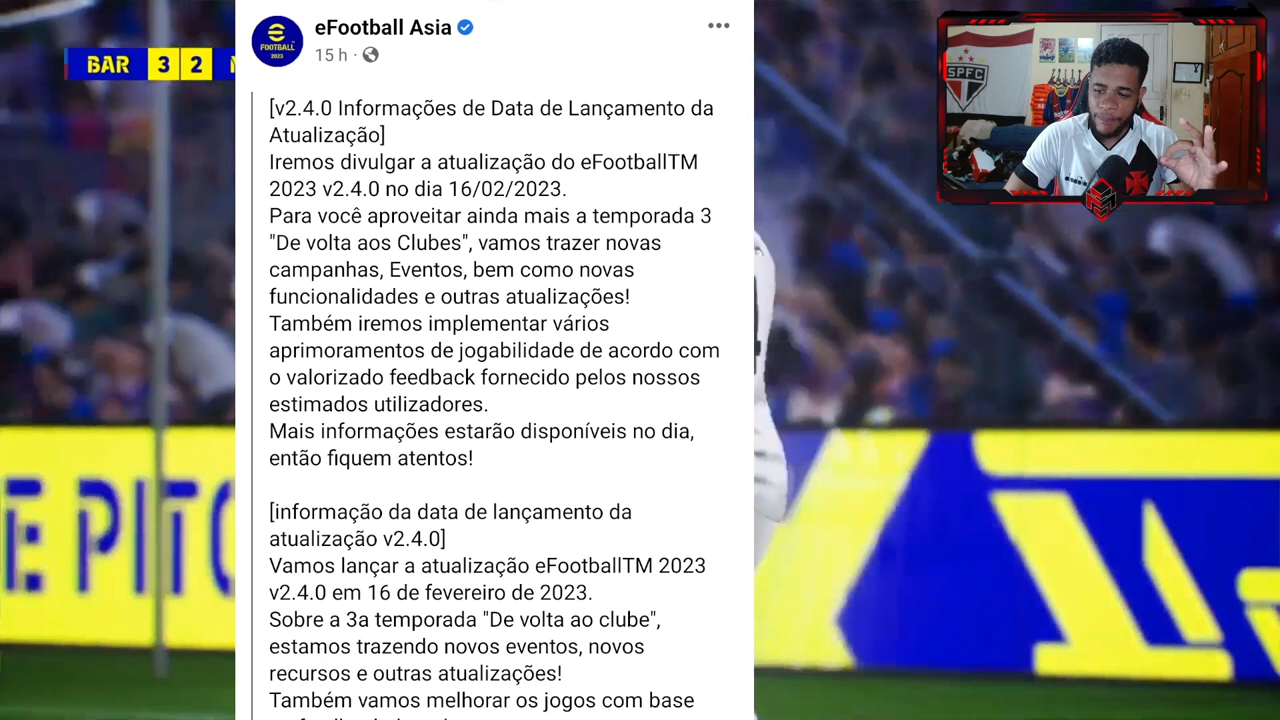 eFootball Asia
15 h
E
FOOTBALL
2023
BAR 3 2
SPFC
[v2.4.0 Informações de Data de Lançamento da
Atualização]
Iremos divulgar a atualização do eFootballTM
2023 v2.4.0 no dia 16/02/2023.
Para você aproveitar ainda mais a temporada 3
"De volta aos Clubes", vamos trazer novas
campanhas, Eventos, bem como novas
funcionalidades e outras atualizações!
Também iremos implementar vários
aprimoramentos de jogabilidade de acordo com
o valorizado feedback fornecido pelos nossos
estimados utilizadores.
Mais informações estarão disponíveis no dia,
então fiquem atentos!
E PITC
[informação da data de lançamento da
atualização v2.4.0]
Vamos lançar a atualização eFootballTM 2023
v2.4.0 em 16 de fevereiro de 2023.
Sobre a 3a temporada "De volta ao clube",
estamos trazendo novos eventos, novos
recursos e outras atualizações!
Também vamos melhorar os jogos com base